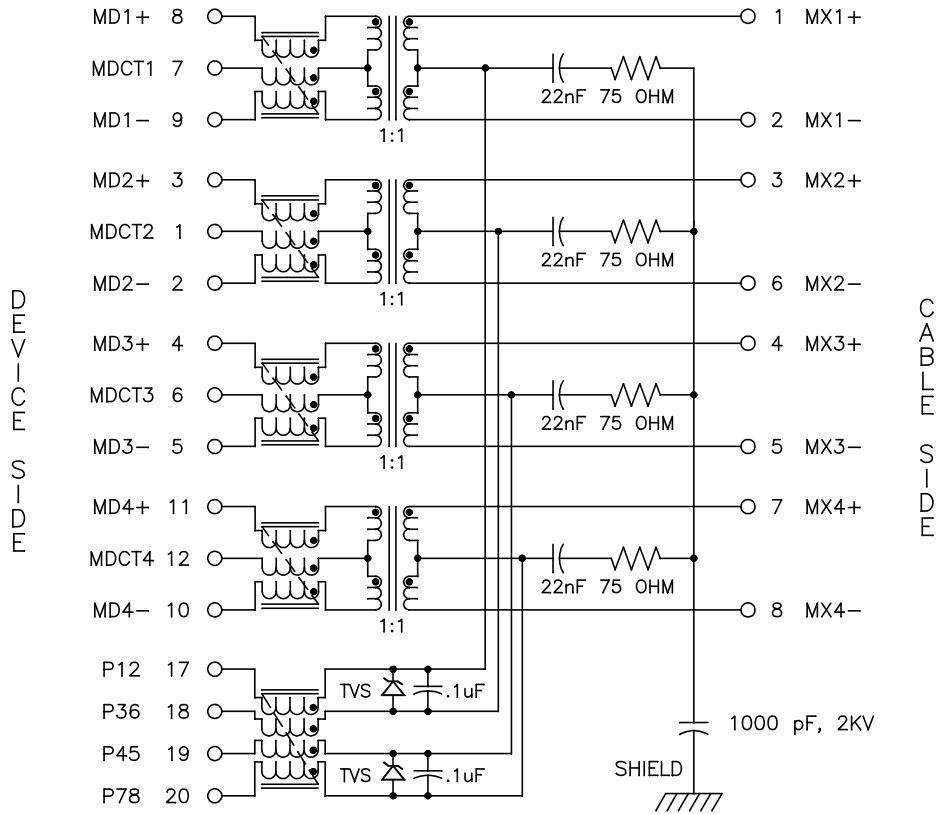 MD1+ 8 1 MX1+
MDCT1 7
22nF 75 OHM
MD1− 9 2 MX1−
1:1
MD2+ 3 3 MX2+
MDCT2 1
22nF 75 OHM
MD2− 2 6 MX2−
1:1
DEVICE SIDE
CABLE SIDE
MD3+ 4 4 MX3+
MDCT3 6
22nF 75 OHM
MD3− 5 5 MX3−
1:1
MD4+ 11 7 MX4+
MDCT4 12
22nF 75 OHM
MD4− 10 8 MX4−
1:1
P12 17
TVS .1uF
P36 18
1000 pF, 2KV
P45 19
SHIELD
TVS .1uF
P78 20